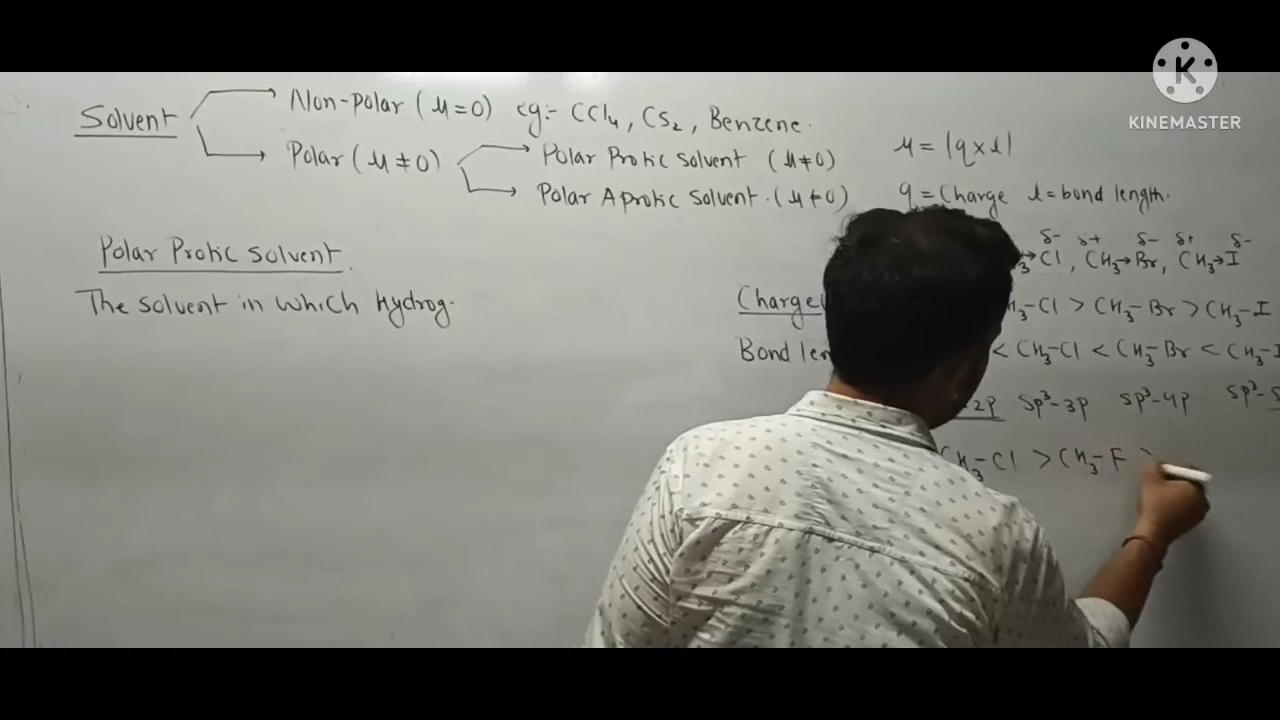 KINEMASTER
Solvent
Non-polar (μ=0) eg:- CCl₄, CS₂, Benzene.
Polar (μ≠0)
Polar Protic Solvent (μ≠0)
Polar Aprotic Solvent. (μ≠0)
μ = |q×l|
q = Charge l = bond length.
Polar Protic Solvent.
The solvent in which Hydrog.
δ- δ+ δ- δ+ δ-
→Cl, CH₃→Br, CH₃→I
Charge
-Cl > CH₃-Br > CH₃-I
Bond len
< CH₃-Cl < CH₃-Br < CH₃-I
-2p sp³-3p sp³-4p sp³-5
CH₃-Cl > CH₃-F >